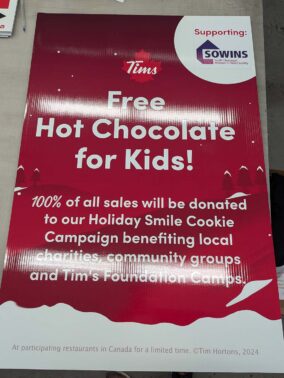 Supporting:
SOWINS
Tims
Free
Hot Chocolate
for Kids!
100% of all sales will be donated
to our Holiday Smile Cookie
Campaign benefiting local
charities, community groups
and Tim's Foundation Camps.
At participating restaurants in Canada for a limited time. ©Tim Hortons, 2024